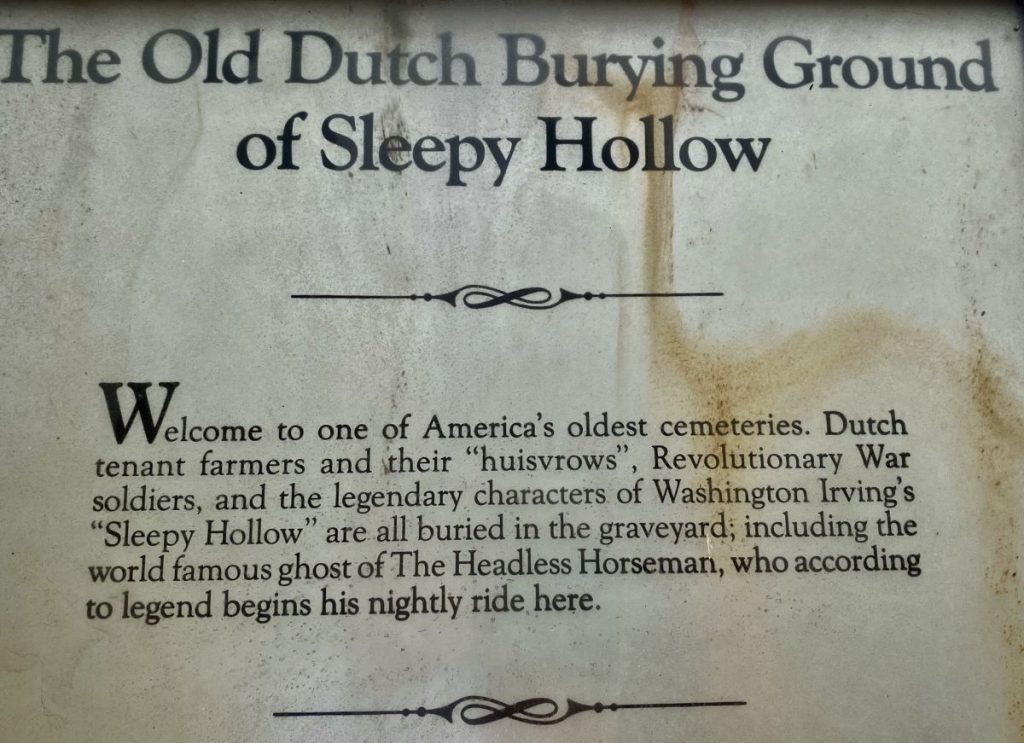 The Old Dutch Burying Ground
of Sleepy Hollow
Welcome to one of America's oldest cemeteries. Dutch
tenant farmers and their "huisvrows", Revolutionary War
soldiers, and the legendary characters of Washington Irving's
"Sleepy Hollow" are all buried in the graveyard; including the
world famous ghost of The Headless Horseman, who according
to legend begins his nightly ride here.